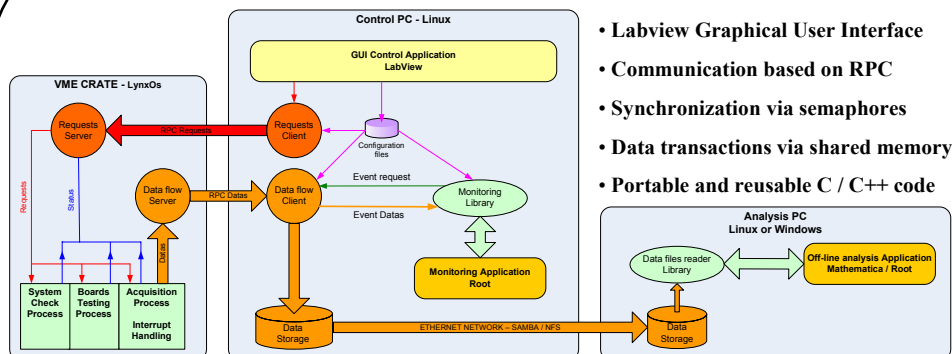 Control PC - Linux
GUI Control Application
LabView
VME CRATE - LynxOs
Requests
Server
RPC Requests
Requests
Client
Configuration
files
Requests
Status
Data flow
Server
RPC Datas
Data flow
Client
Event request
Event Datas
Monitoring
Library
Datas
System
Check
Process
Boards
Testing
Process
Acquisition
Process
Interrupt
Handling
Monitoring Application
Root
Data
Storage
ETHERNET NETWORK – SAMBA / NFS
• Labview Graphical User Interface
• Communication based on RPC
• Synchronization via semaphores
• Data transactions via shared memory
• Portable and reusable C / C++ code
Analysis PC
Linux or Windows
Data files reader
Library
Off-line analysis Application
Mathematica / Root
Data
Storage